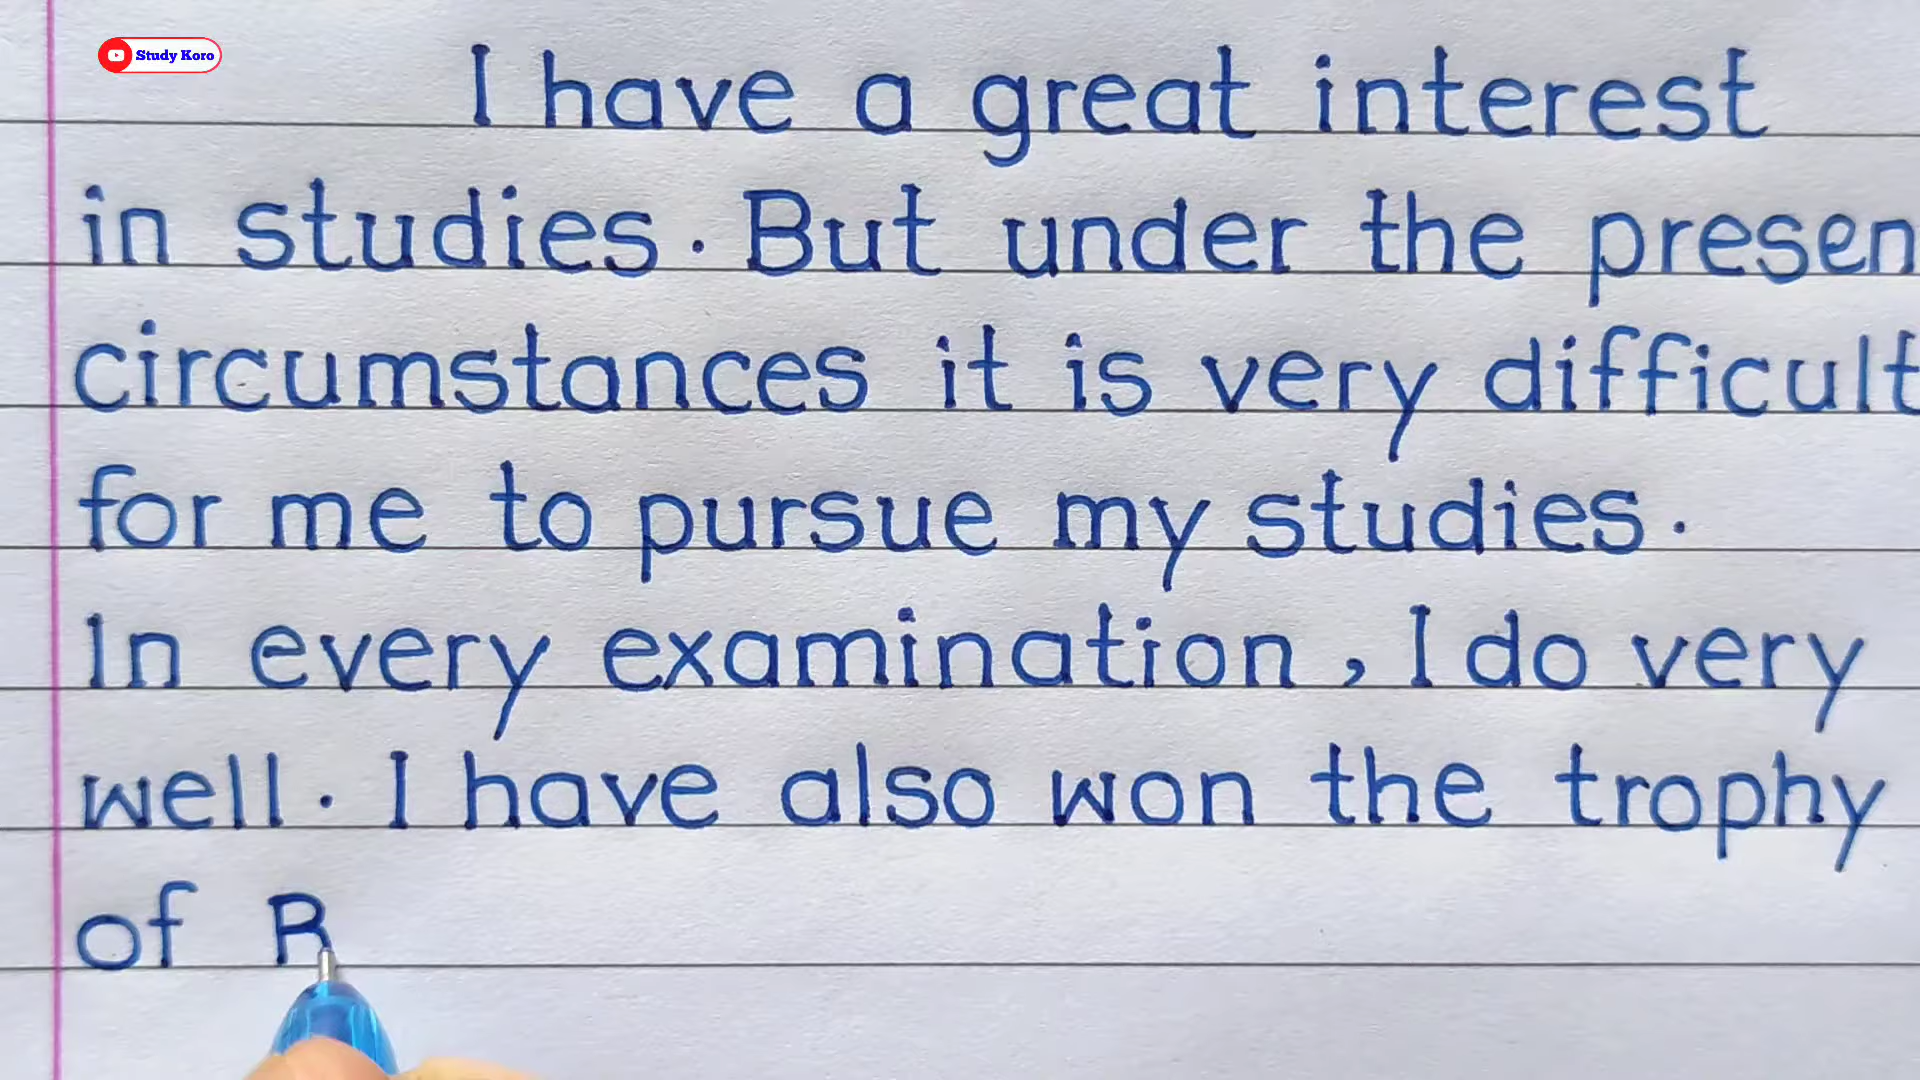 Study Koro
I have a great interest
in studies. But under the presen
circumstances it is very difficult
for me to pursue my studies.
In every examination, I do very
well. I have also won the trophy
of